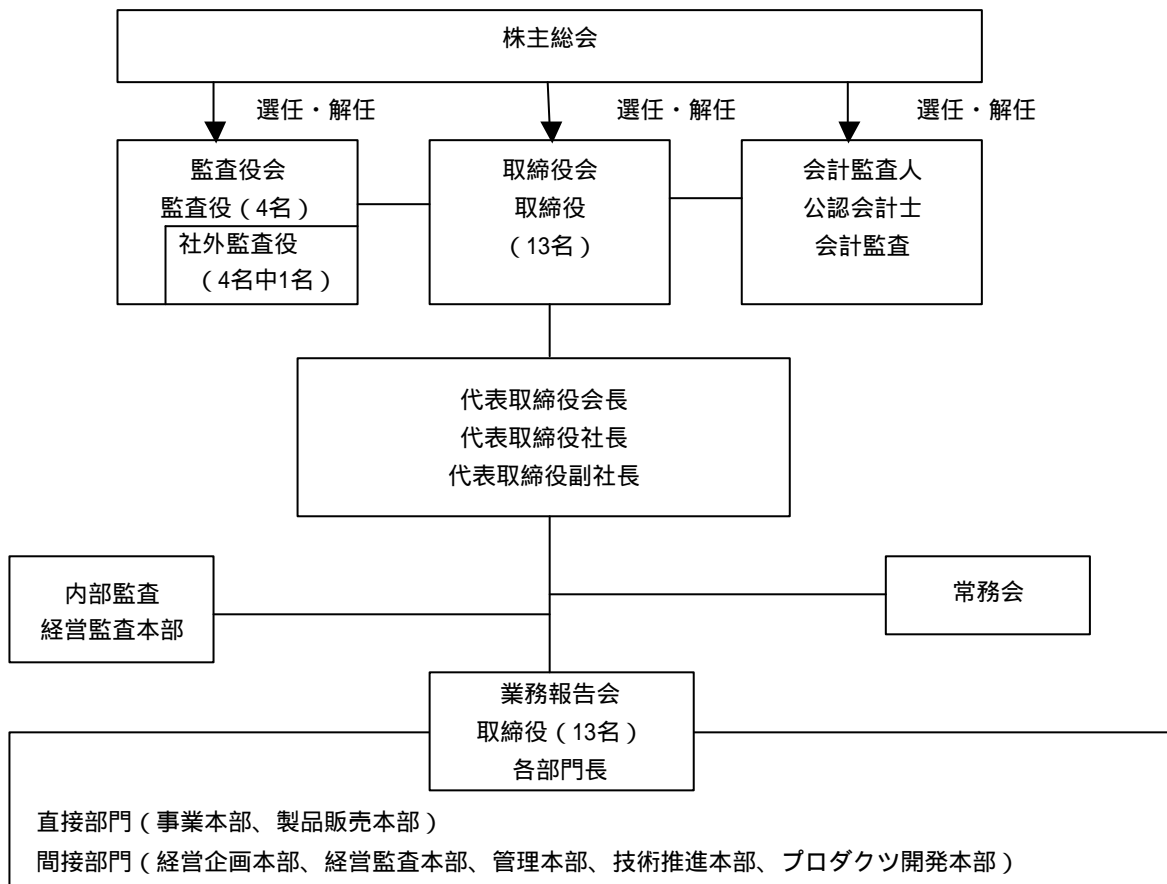 株主総会
選任・解任
選任・解任
選任・解任
監査役会
監査役（4名）
社外監査役
（4名中1名）
取締役会
取締役
（13名）
会計監査人
公認会計士
会計監査
代表取締役会長
代表取締役社長
代表取締役副社長
内部監査
経営監査本部
常務会
業務報告会
取締役（13名）
各部門長
直接部門（事業本部、製品販売本部）
間接部門（経営企画本部、経営監査本部、管理本部、技術推進本部、プロダクツ開発本部）